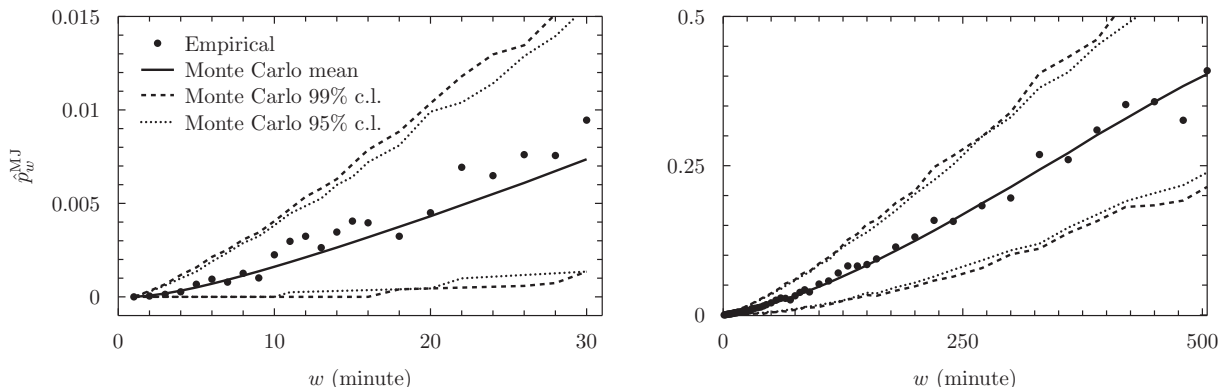 0.015
0.01
0.005
0
p̂_w^MJ
Empirical
Monte Carlo mean
Monte Carlo 99% c.l.
Monte Carlo 95% c.l.
0 10 20 30
w (minute)
0.5
0.25
0
0 250 500
w (minute)